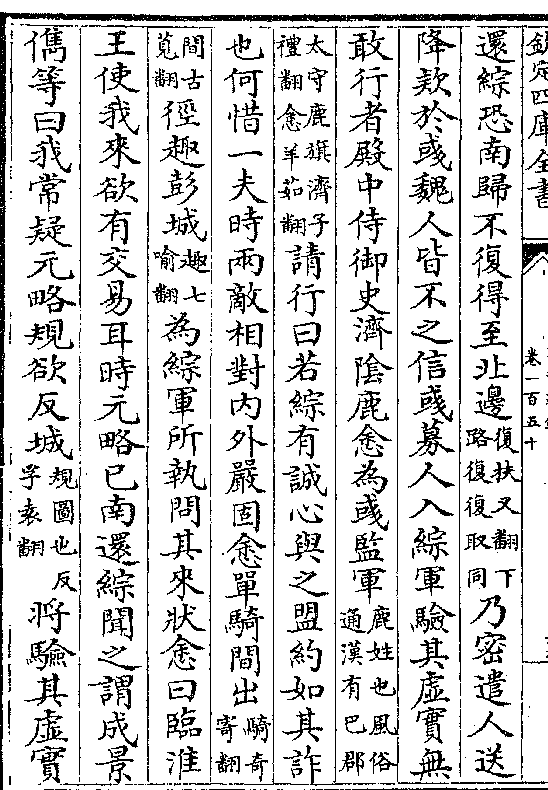 欽定四庫全書
卷一百五十
還綜恐南歸不復得至北邊復扶又翻下路復復取同乃密遣人送
降欵於彧魏人皆不之信彧募人入綜軍驗其虛實無
敢行者殿中侍御史濟陰鹿悆為彧監軍鹿姓也風俗通漢有巴郡
太守鹿旗濟子禮翻悆羊茹翻請行曰若綜有誠心與之盟約如其詐
也何惜一夫時兩敵相對內外嚴固悆單騎間出騎奇寄翻
間古莧翻徑趣彭城趣七喻翻為綜軍所執問其來狀悆曰臨淮
王使我來欲有交易耳時元略已南還綜聞之謂成景
儁等曰我常疑元略規欲反城規圖也反孚袁翻將驗其虛實